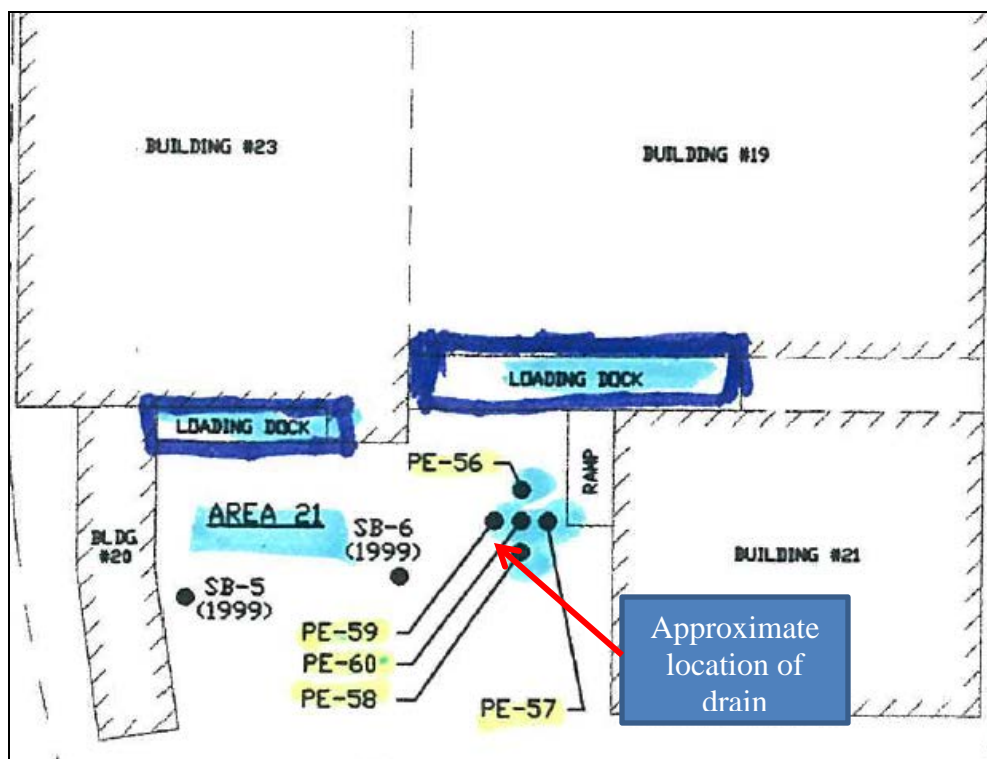 BUILDING #23
BUILDING #19
LOADING DOCK
LOADING DOCK
PE-56
RAMP
AREA 21
SB-6
(1999)
BLDG
#20
BUILDING #21
SB-5
(1999)
PE-59
PE-60
PE-58
PE-57
Approximate
location of
drain